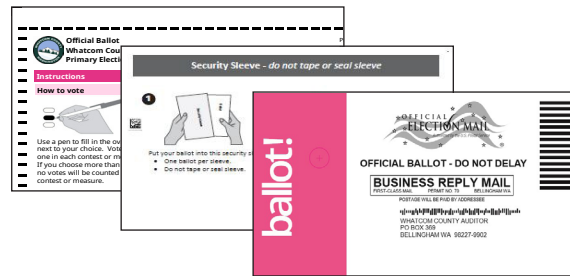 Official Ballot
Whatcom Cou
Primary Electi
Instructions
How to vote
Use a pen to fill in the ov
next to your choice. Vot
one in each contest or m
If you choose more than
no votes will be counted
contest or measure.
Security Sleeve - do not tape or seal sleeve
1
Put your ballot into this security s
• One ballot per sleeve.
• Do not tape or seal sleeve.
ballot!
OFFICIAL
ELECTION MAIL
OFFICIAL BALLOT - DO NOT DELAY
BUSINESS REPLY MAIL
FIRST-CLASS MAIL PERMIT NO. 70 BELLINGHAM WA
POSTAGE WILL BE PAID BY ADDRESSEE
WHATCOM COUNTY AUDITOR
PO BOX 369
BELLINGHAM WA 98227-9902